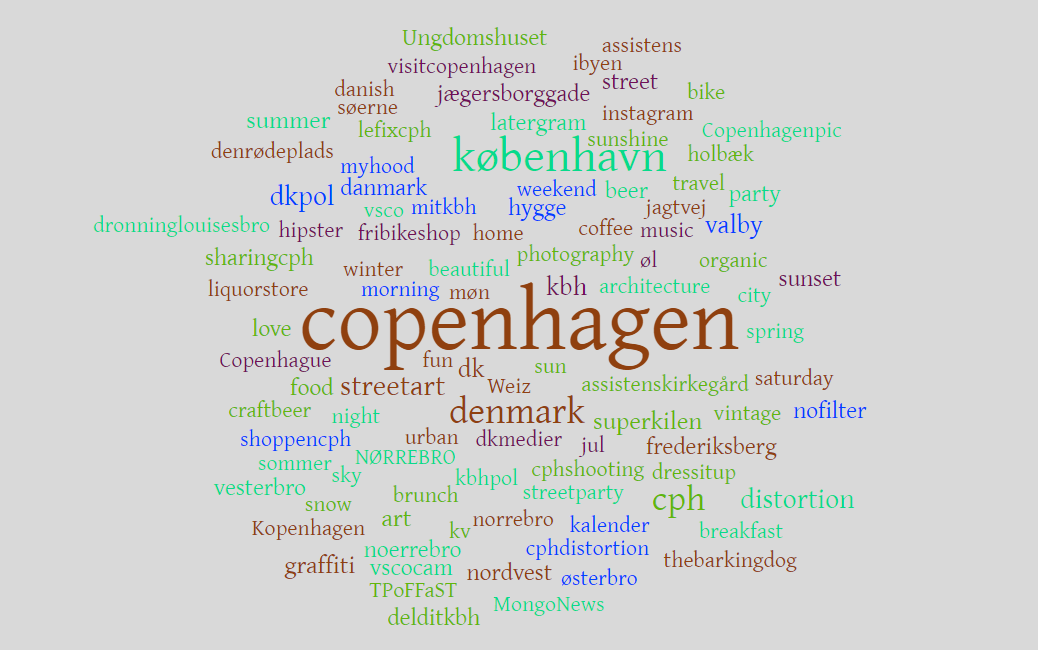 Ungdomshuset
assistens
visitcopenhagen
ibyen
street
danish
jægersborggade
bike
søerne
instagram
summer
lefixcph
latergram
Copenhagenpic
sunshine
denrødeplads
københavn
holbæk
myhood
dkpol
danmark
weekend
beer
travel
party
vsco
mitkbh
hygge
jagtvej
dronninglouisesbro
hipster
fribikeshop
home
coffee
music
valby
sharingcph
photography
øl
organic
winter
beautiful
sunset
liquorstore
morning
møn
kbh
architecture
city
copenhagen
love
spring
Copenhague
fun
dk
sun
food
streetart
Weiz
assistenskirkegård
saturday
craftbeer
night
denmark
superkilen
vintage
nofilter
shoppencph
urban
dkmedier
jul
frederiksberg
sommer
NØRREBRO
sky
kbhpol
cphshooting
dressitup
vesterbro
snow
brunch
streetparty
cph
distortion
Kopenhagen
art
kv
norrebro
kalender
breakfast
noerrebro
cphdistortion
graffiti
vscocam
nordvest
østerbro
thebarkingdog
TPoFFaST
MongoNews
delditkbh